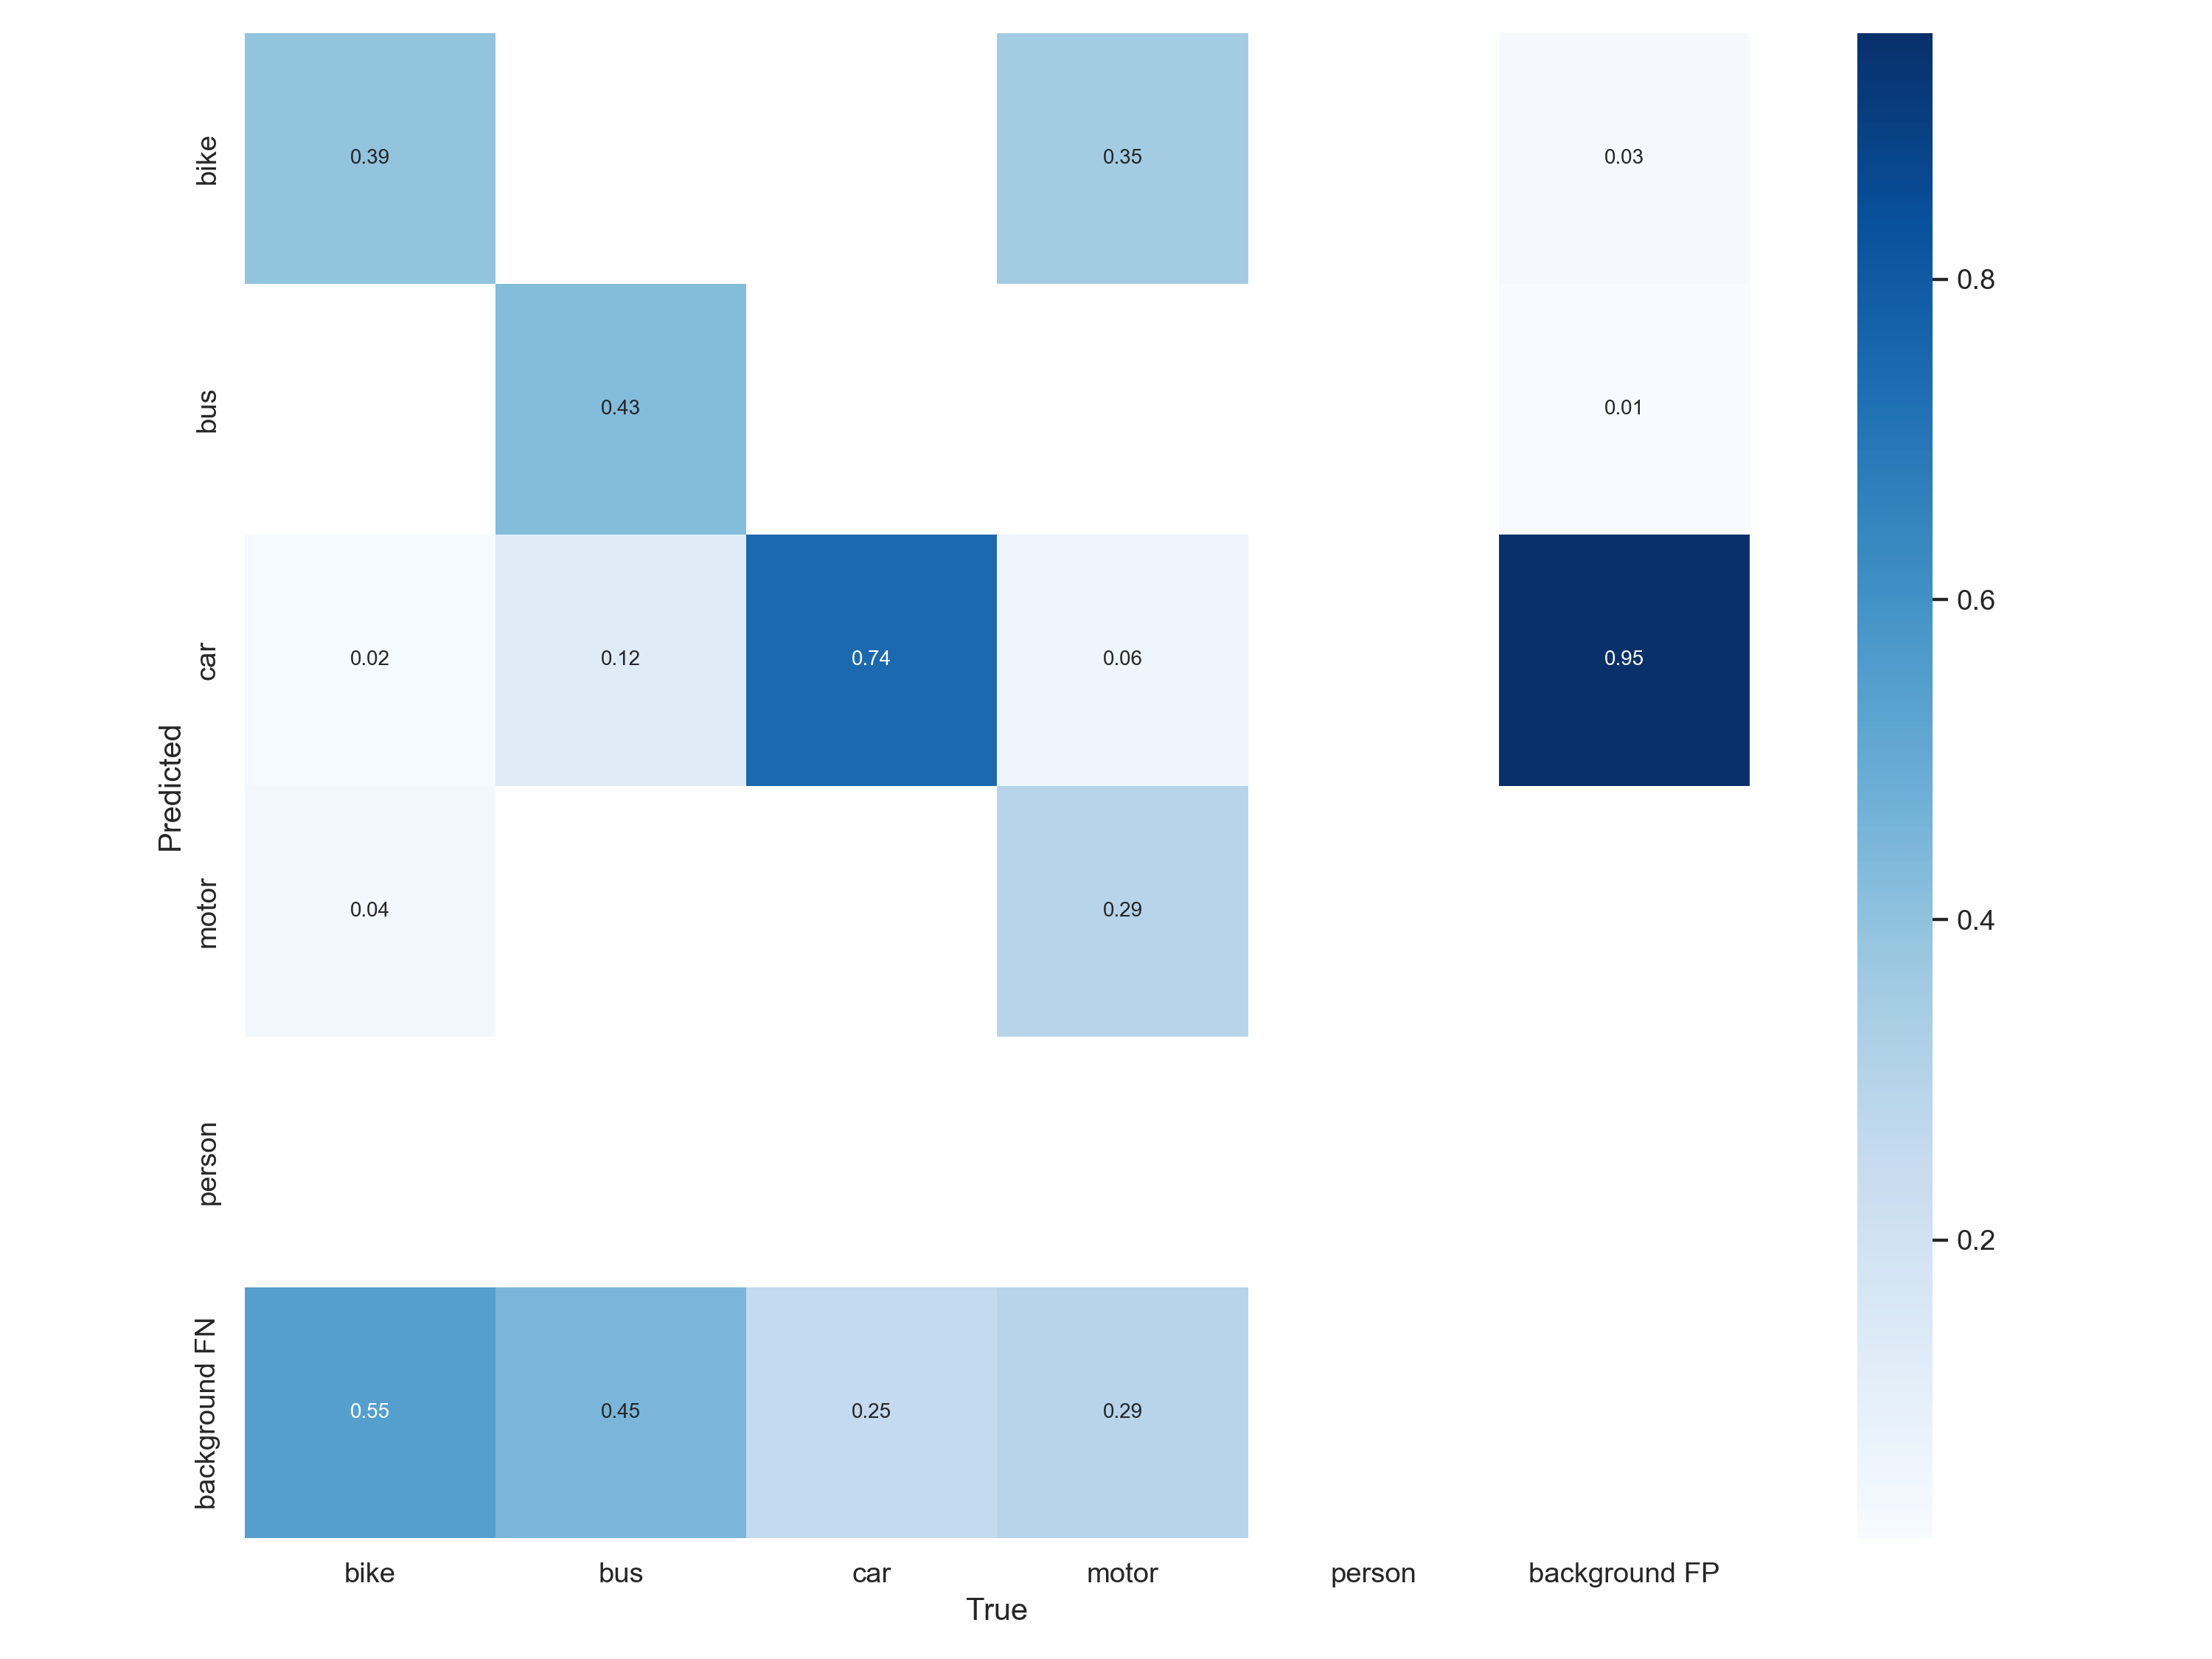 bike
0.39
0.35
0.03
0.8
bus
0.43
0.01
0.6
car
0.02
0.12
0.74
0.06
0.95
Predicted
0.4
motor
0.04
0.29
person
0.2
background FN
0.55
0.45
0.25
0.29
bike bus car motor person background FP
True